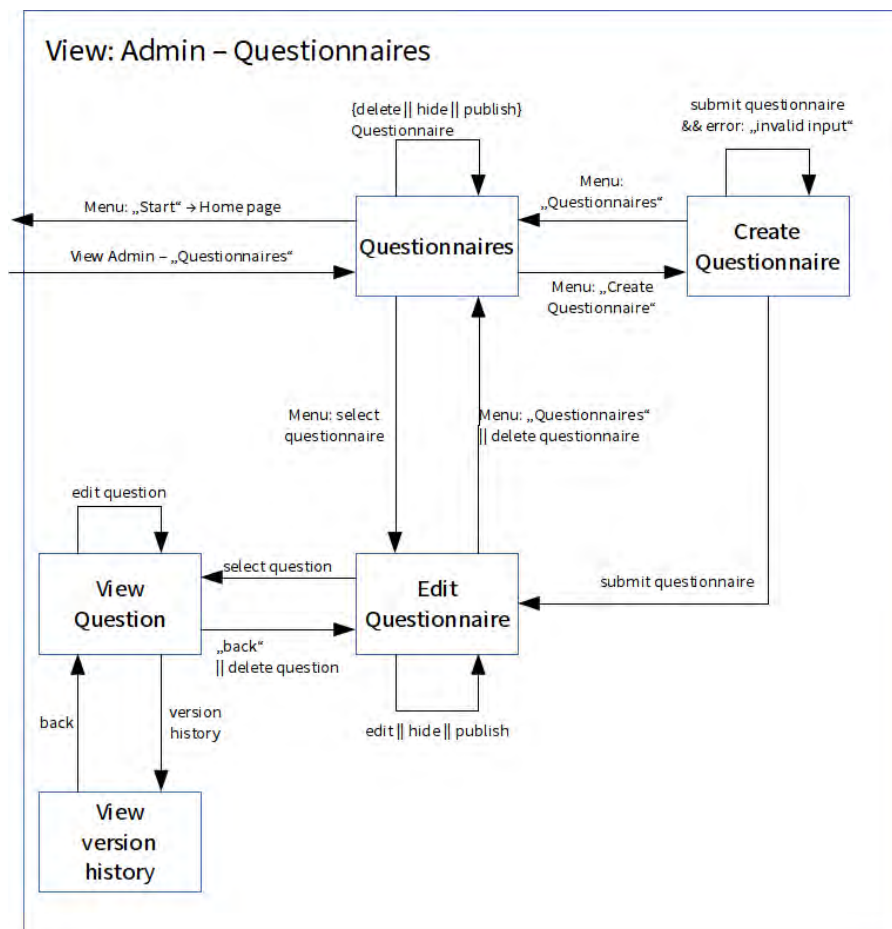 View: Admin – Questionnaires
{delete || hide || publish}
Questionnaire
submit questionnaire
&& error: „invalid input“
Menu: „Start“ → Home page
Menu:
„Questionnaires“
View Admin – „Questionnaires“
Questionnaires
Create
Questionnaire
Menu: „Create
Questionnaire“
Menu: select
questionnaire
Menu: „Questionnaires“
|| delete questionnaire
edit question
View
Question
select question
„back“
|| delete question
Edit
Questionnaire
submit questionnaire
edit || hide || publish
back
version
history
View
version
history